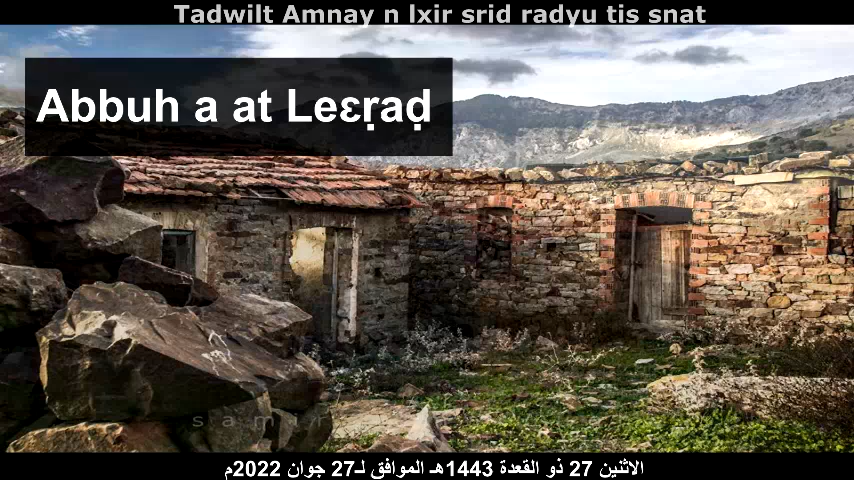 Tadwilt Amnay n lxir srid radyu tis snat
Abbuh a at Leɛṛaḍ
الاثنين 27 ذو القعدة 1443هـ الموافق لـ27 جوان 2022م